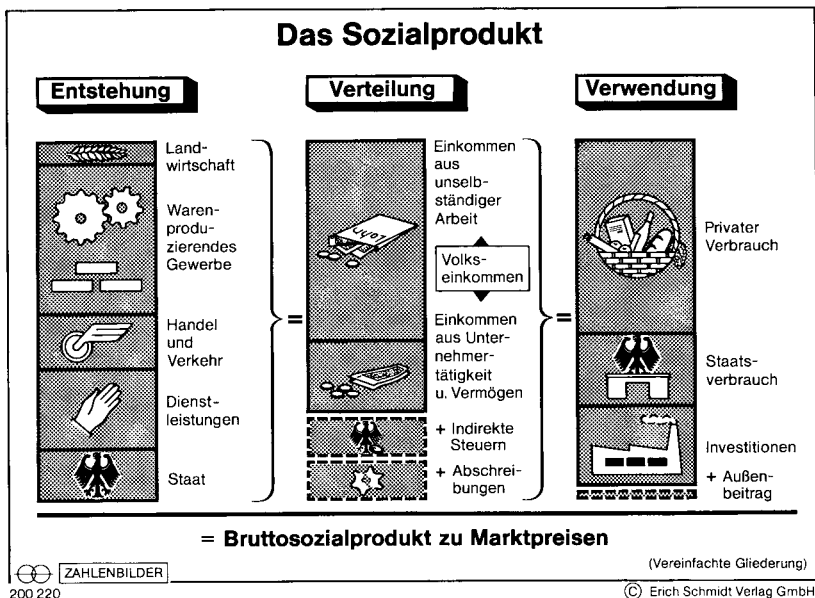 Das Sozialprodukt
Entstehung
Land-
wirtschaft
Waren-
produ-
zierendes
Gewerbe
Handel
und
Verkehr
Dienst-
leistungen
Staat
=
Verteilung
Lohn
Einkommen
aus
unselb-
ständiger
Arbeit
Volks-
einkommen
Einkommen
aus Unter-
nehmer-
tätigkeit
u. Vermögen
+ Indirekte
Steuern
+ Abschrei-
bungen
=
Verwendung
Privater
Verbrauch
Staats-
verbrauch
Investitionen
+ Außen-
beitrag
= Bruttosozialprodukt zu Marktpreisen
(Vereinfachte Gliederung)
ZAHLENBILDER
200 220
© Erich Schmidt Verlag GmbH